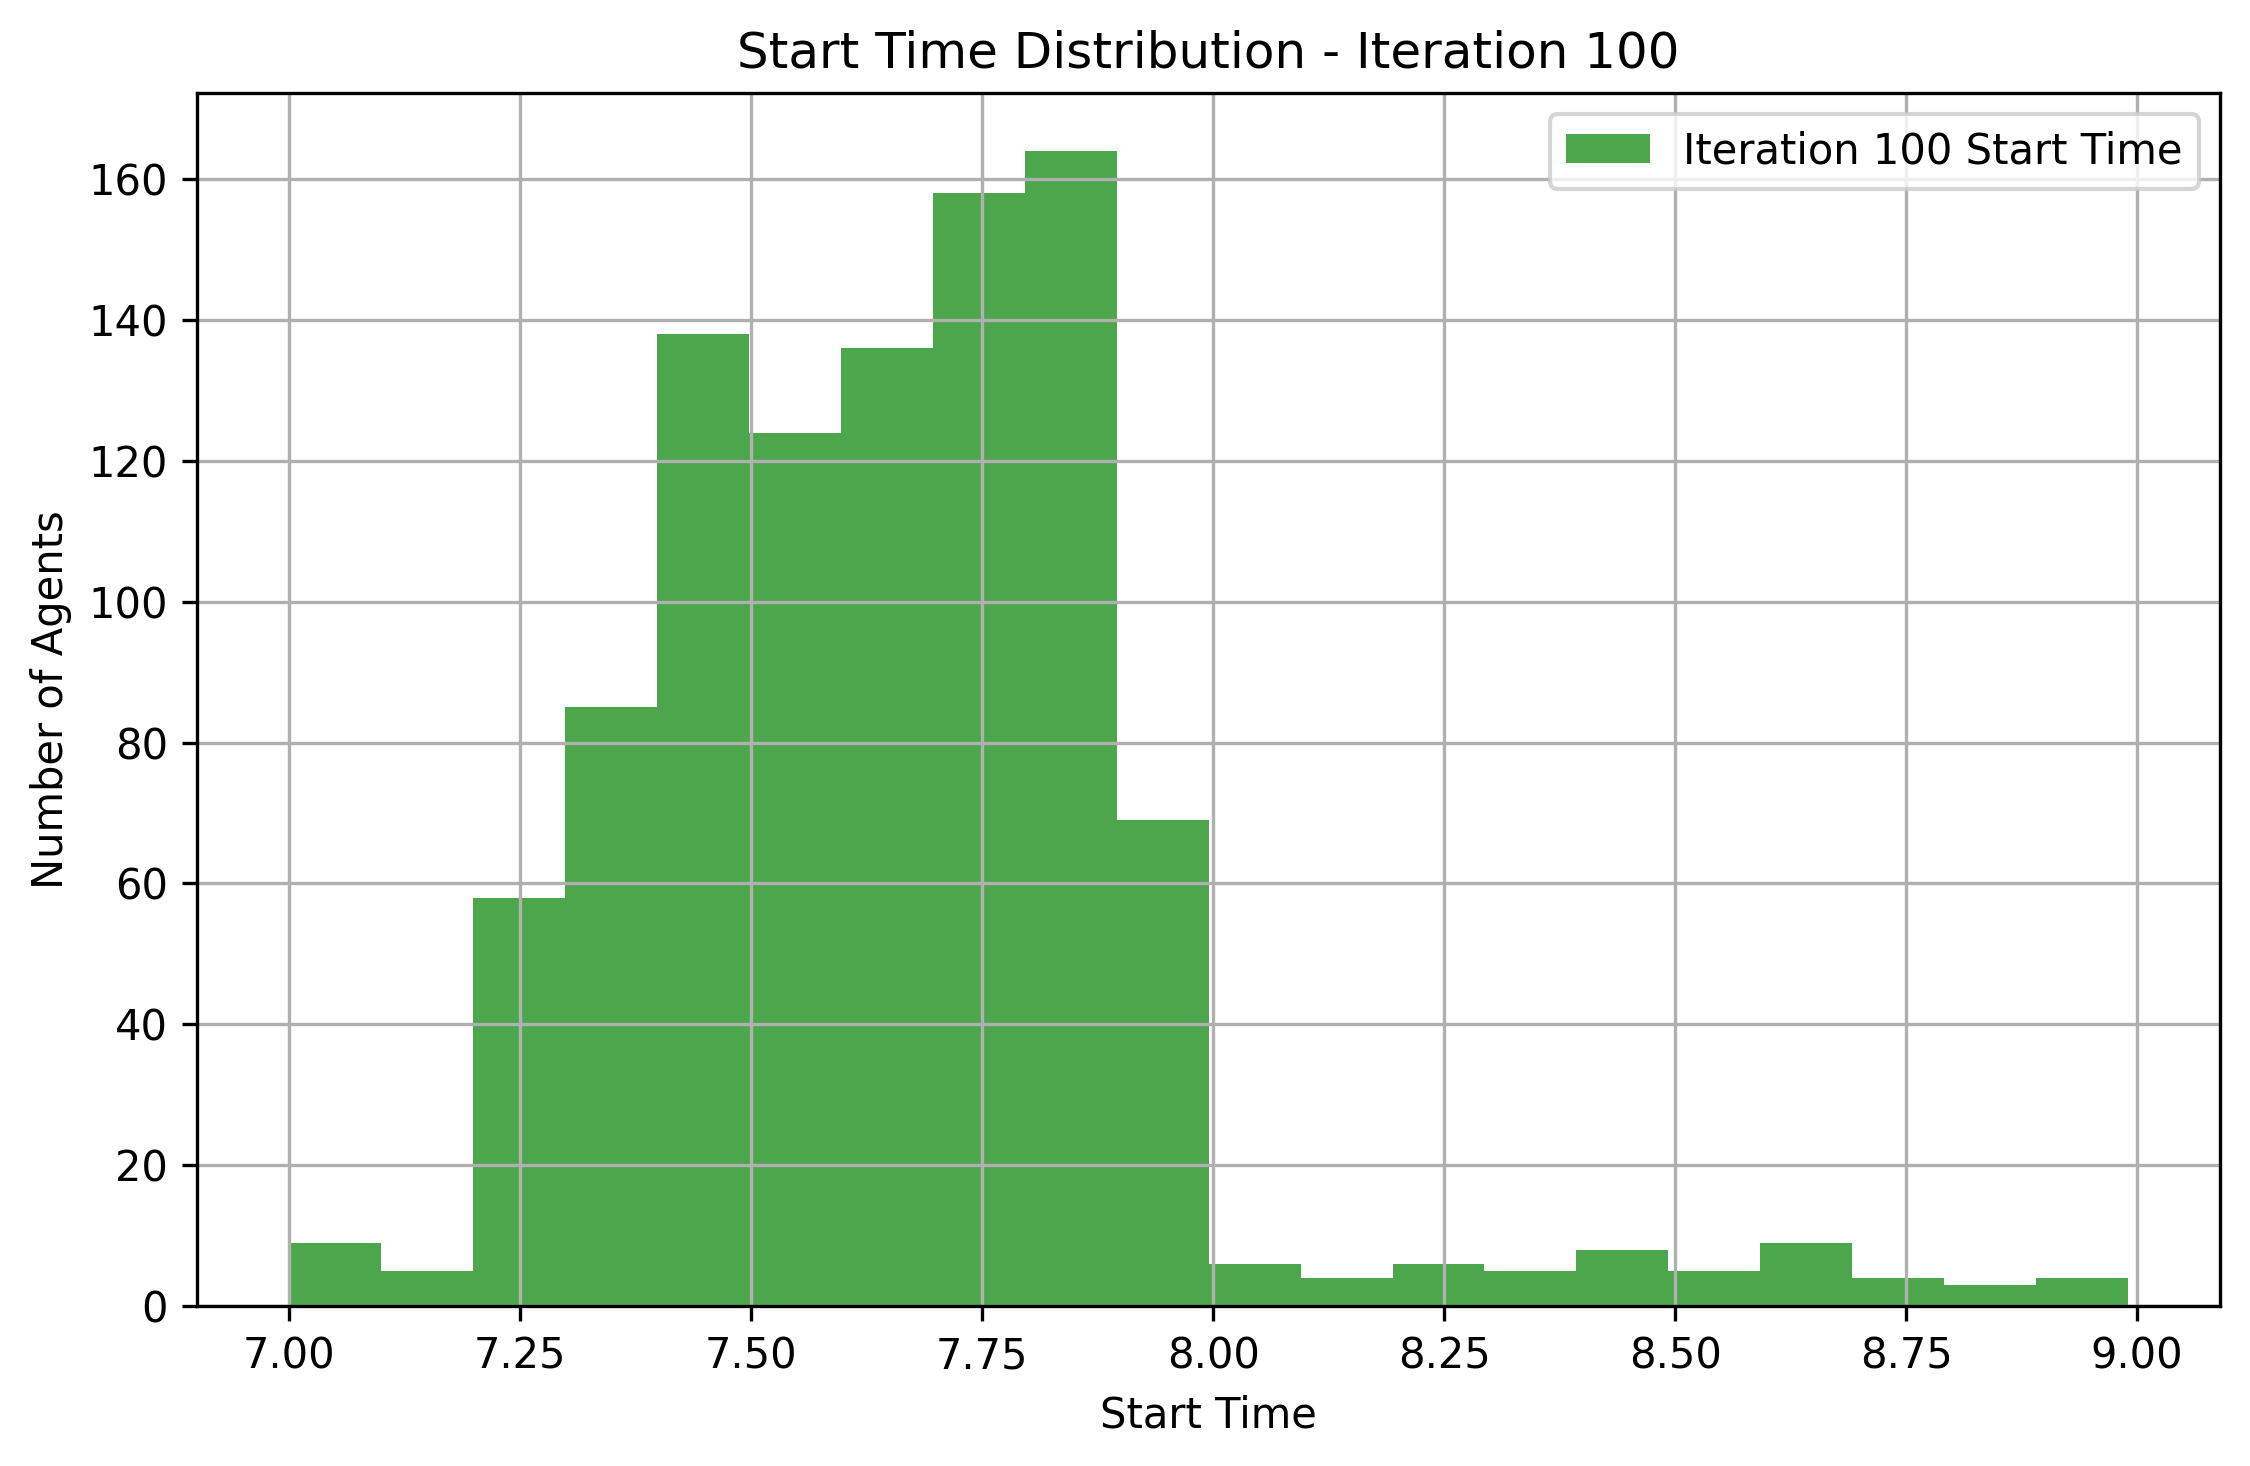 Start Time Distribution - Iteration 100
Iteration 100 Start Time
Number of Agents
160
140
120
100
80
60
40
20
0
7.00 7.25 7.50 7.75 8.00 8.25 8.50 8.75 9.00
Start Time